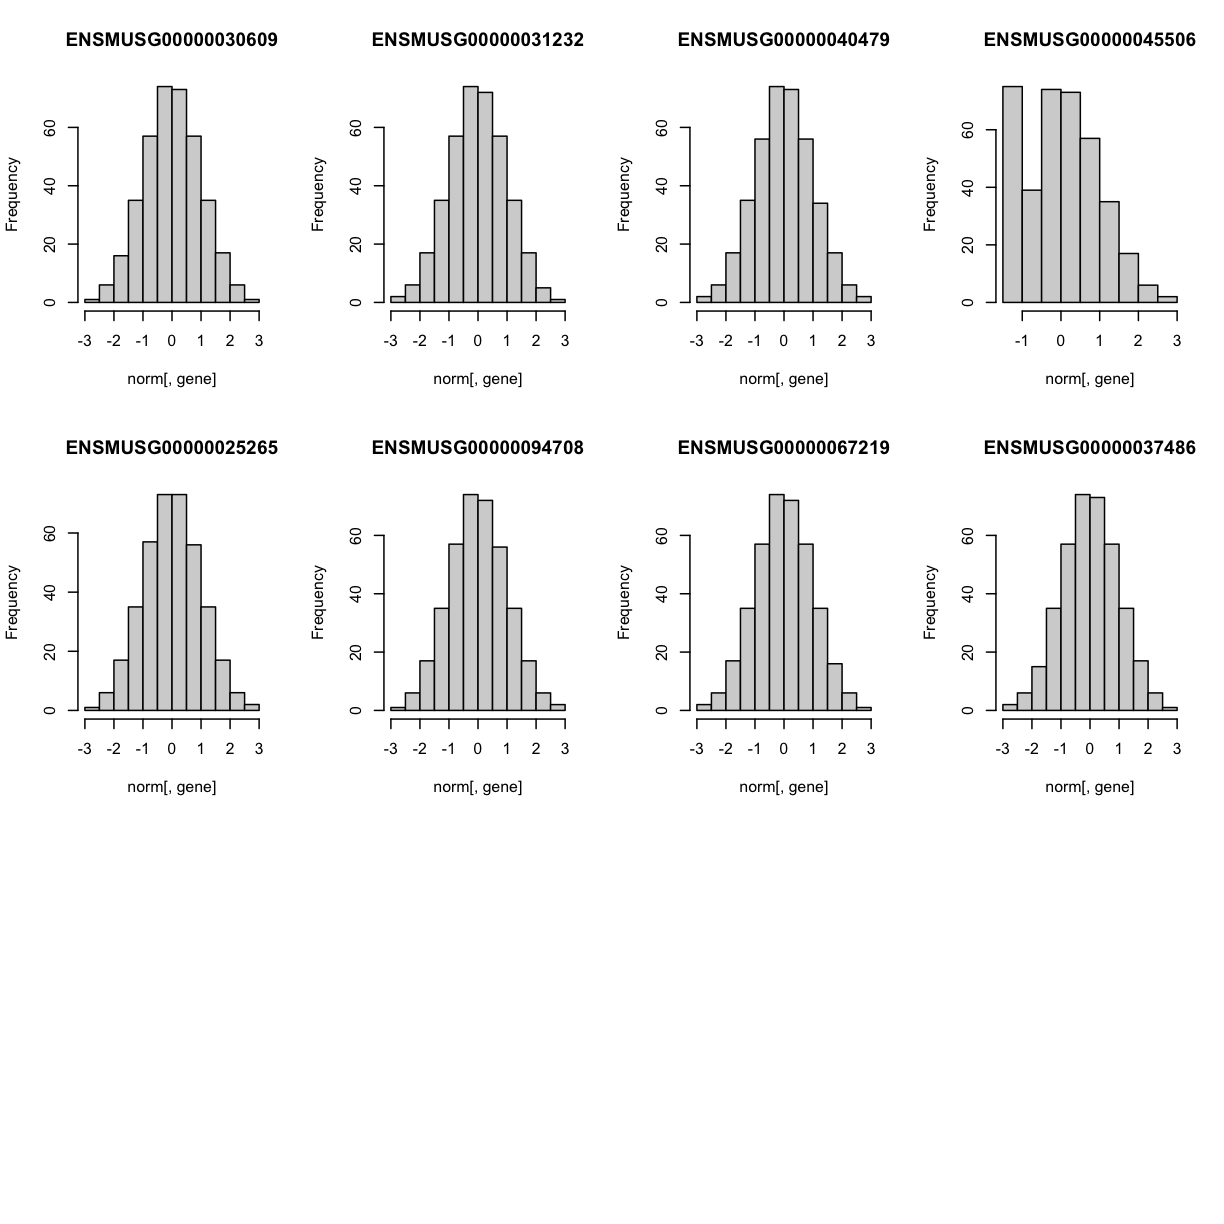 ENSMUSG00000030609
60
40
20
0
Frequency
-3 -2 -1 0 1 2 3
norm[, gene]
ENSMUSG00000031232
60
40
20
0
Frequency
-3 -2 -1 0 1 2 3
norm[, gene]
ENSMUSG00000040479
60
40
20
0
Frequency
-3 -2 -1 0 1 2 3
norm[, gene]
ENSMUSG00000045506
60
40
20
0
Frequency
-1 0 1 2 3
norm[, gene]
ENSMUSG00000025265
60
40
20
0
Frequency
-3 -2 -1 0 1 2 3
norm[, gene]
ENSMUSG00000094708
60
40
20
0
Frequency
-3 -2 -1 0 1 2 3
norm[, gene]
ENSMUSG00000067219
60
40
20
0
Frequency
-3 -2 -1 0 1 2 3
norm[, gene]
ENSMUSG00000037486
60
40
20
0
Frequency
-3 -2 -1 0 1 2 3
norm[, gene]